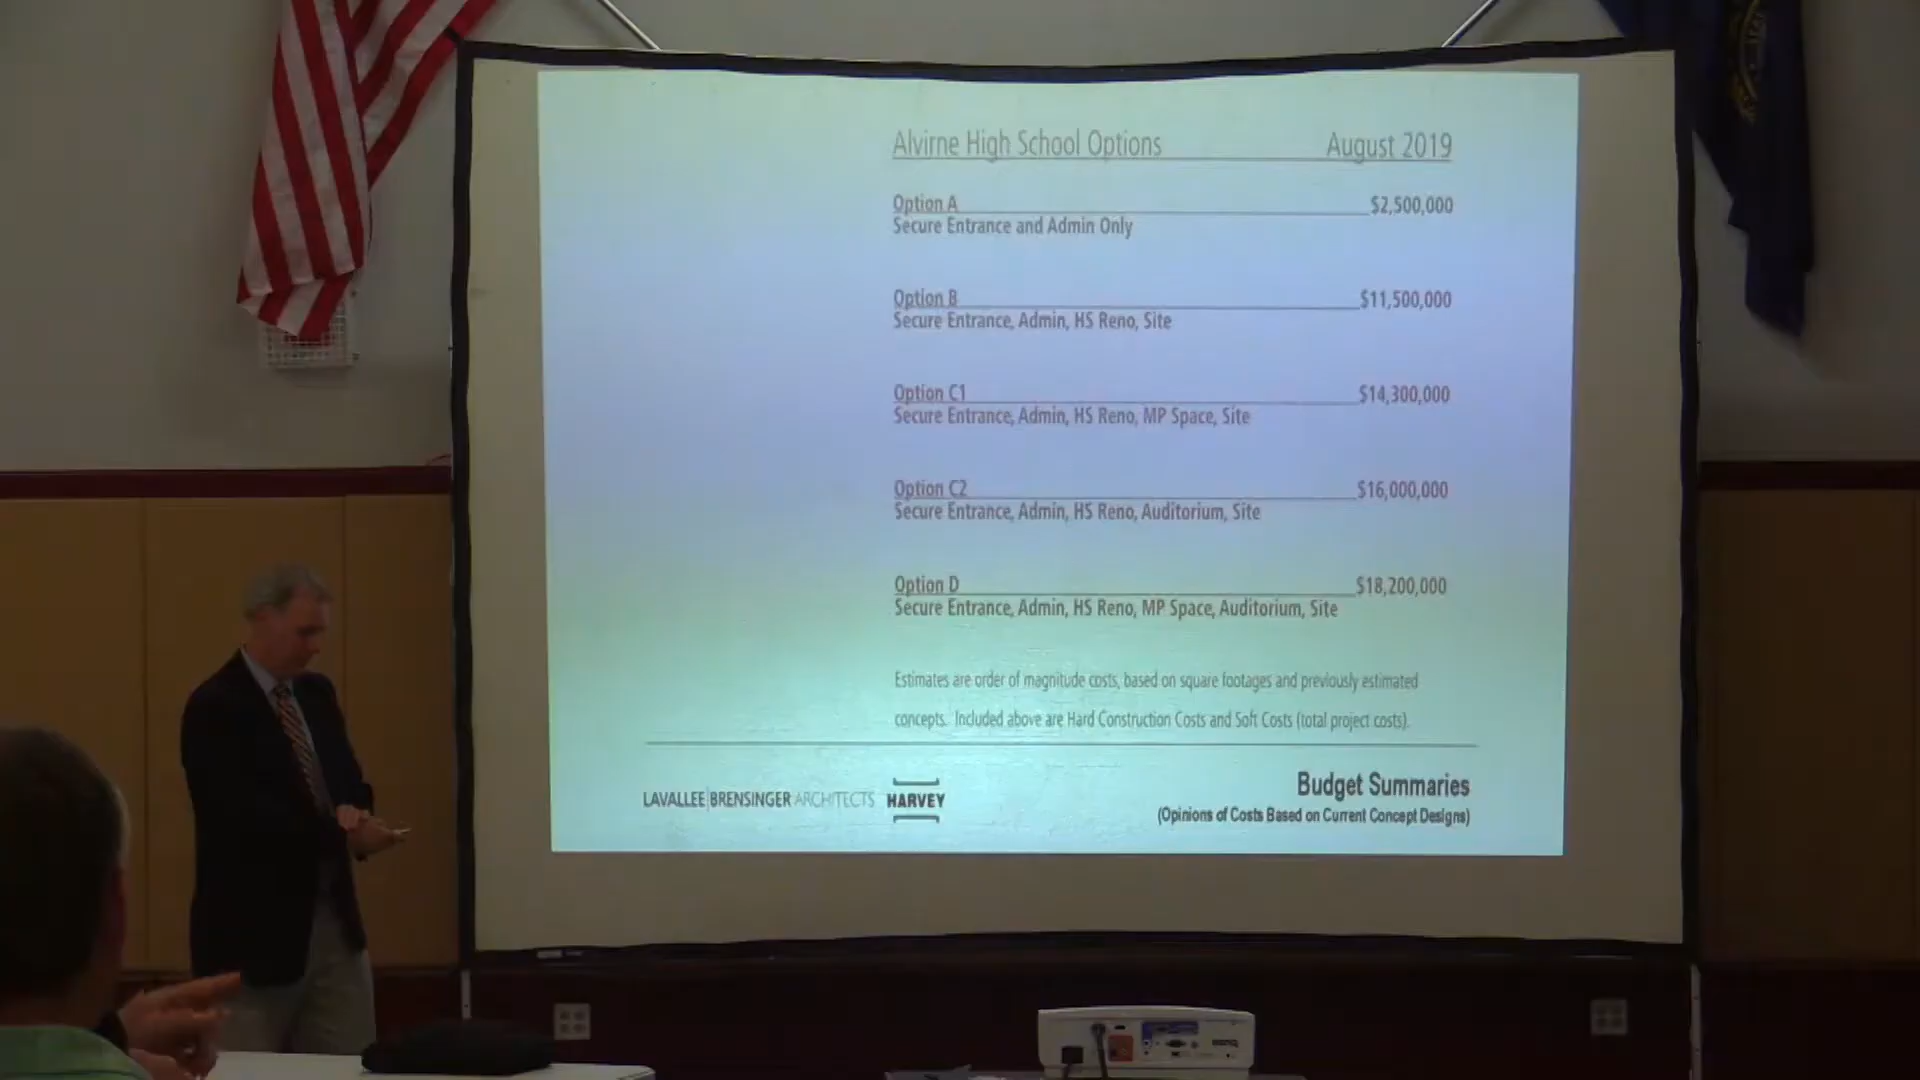 Alvirne High School Options August 2019
Option A $2,500,000
Secure Entrance and Admin Only
Option B $11,500,000
Secure Entrance, Admin, HS Reno, Site
Option C1 $14,300,000
Secure Entrance, Admin, HS Reno, MP Space, Site
Option C2 $16,000,000
Secure Entrance, Admin, HS Reno, Auditorium, Site
Option D $18,200,000
Secure Entrance, Admin, HS Reno, MP Space, Auditorium, Site
Estimates are order of magnitude costs, based on square footages and previously estimated
concepts. Included above are Hard Construction Costs and Soft Costs (total project costs).
LAVALLEE|BRENSINGER ARCHITECTS HARVEY
Budget Summaries
(Opinions of Costs Based on Current Concept Designs)
BenQ